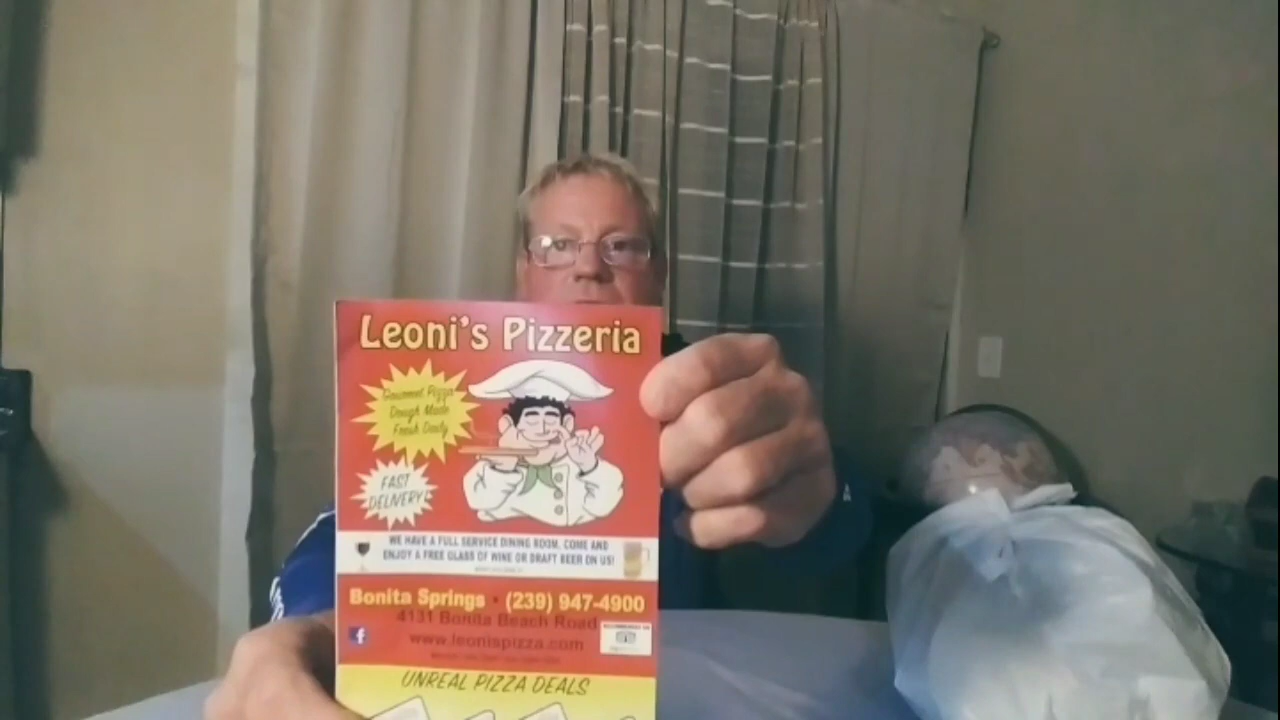 Leoni's Pizzeria
Gourmet Pizza
Dough Made
Fresh Daily
FAST
DELIVERY!
WE HAVE A FULL SERVICE DINING ROOM. COME AND
ENJOY A FREE GLASS OF WINE OR DRAFT BEER ON US!
Bonita Springs • (239) 947-4900
4131 Bonita Beach Road
www.leonispizza.com
UNREAL PIZZA DEALS